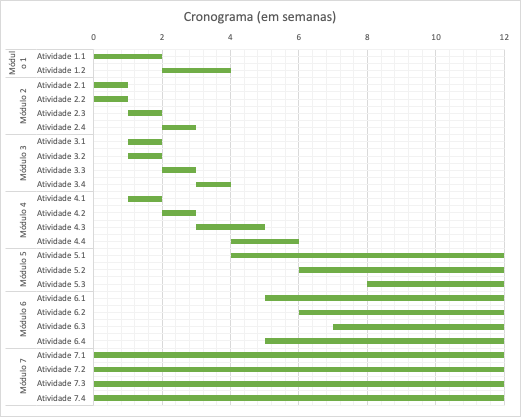 Cronograma (em semanas)
0 2 4 6 8 10 12
Módul
o 1
Atividade 1.1
Atividade 1.2
Módulo 2
Atividade 2.1
Atividade 2.2
Atividade 2.3
Atividade 2.4
Módulo 3
Atividade 3.1
Atividade 3.2
Atividade 3.3
Atividade 3.4
Módulo 4
Atividade 4.1
Atividade 4.2
Atividade 4.3
Atividade 4.4
Módulo 5
Atividade 5.1
Atividade 5.2
Atividade 5.3
Módulo 6
Atividade 6.1
Atividade 6.2
Atividade 6.3
Atividade 6.4
Módulo 7
Atividade 7.1
Atividade 7.2
Atividade 7.3
Atividade 7.4